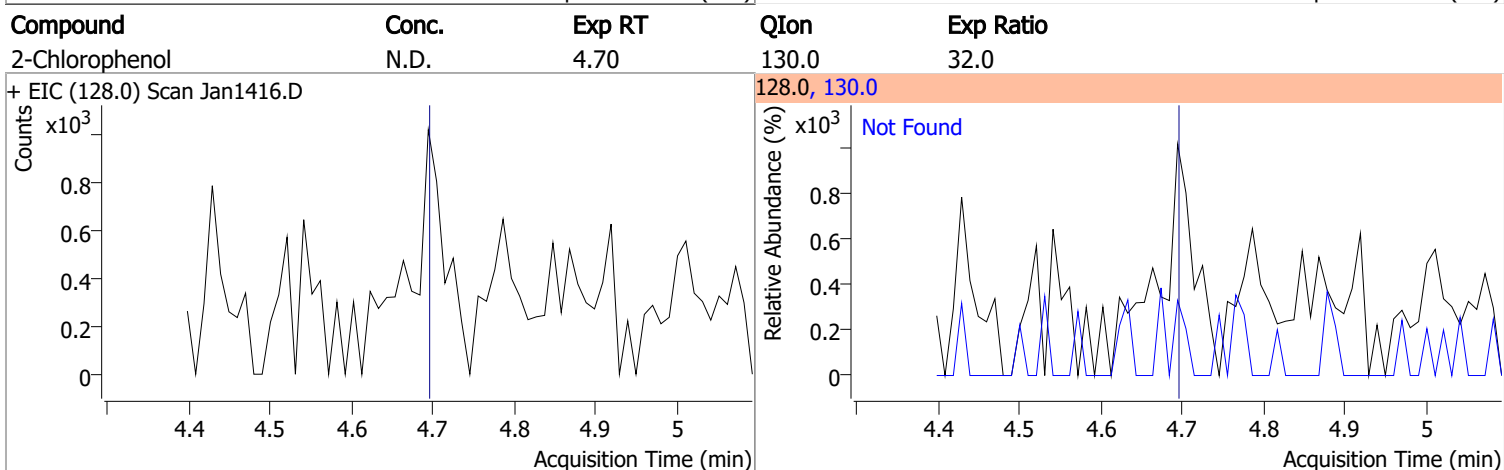 Compound Conc. Exp RT QIon Exp Ratio
2-Chlorophenol N.D. 4.70 130.0 32.0
+ EIC (128.0) Scan Jan1416.D
Counts
x10³
0.8
0.6
0.4
0.2
0
4.4 4.5 4.6 4.7 4.8 4.9 5
Acquisition Time (min)
128.0, 130.0
Relative Abundance (%)
x10³
Not Found
0.8
0.6
0.4
0.2
0
4.4 4.5 4.6 4.7 4.8 4.9 5
Acquisition Time (min)